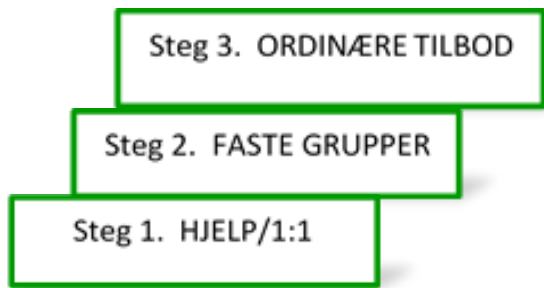 Steg 3. ORDINÆRE TILBOD
Steg 2. FASTE GRUPPER
Steg 1. HJELP/1:1